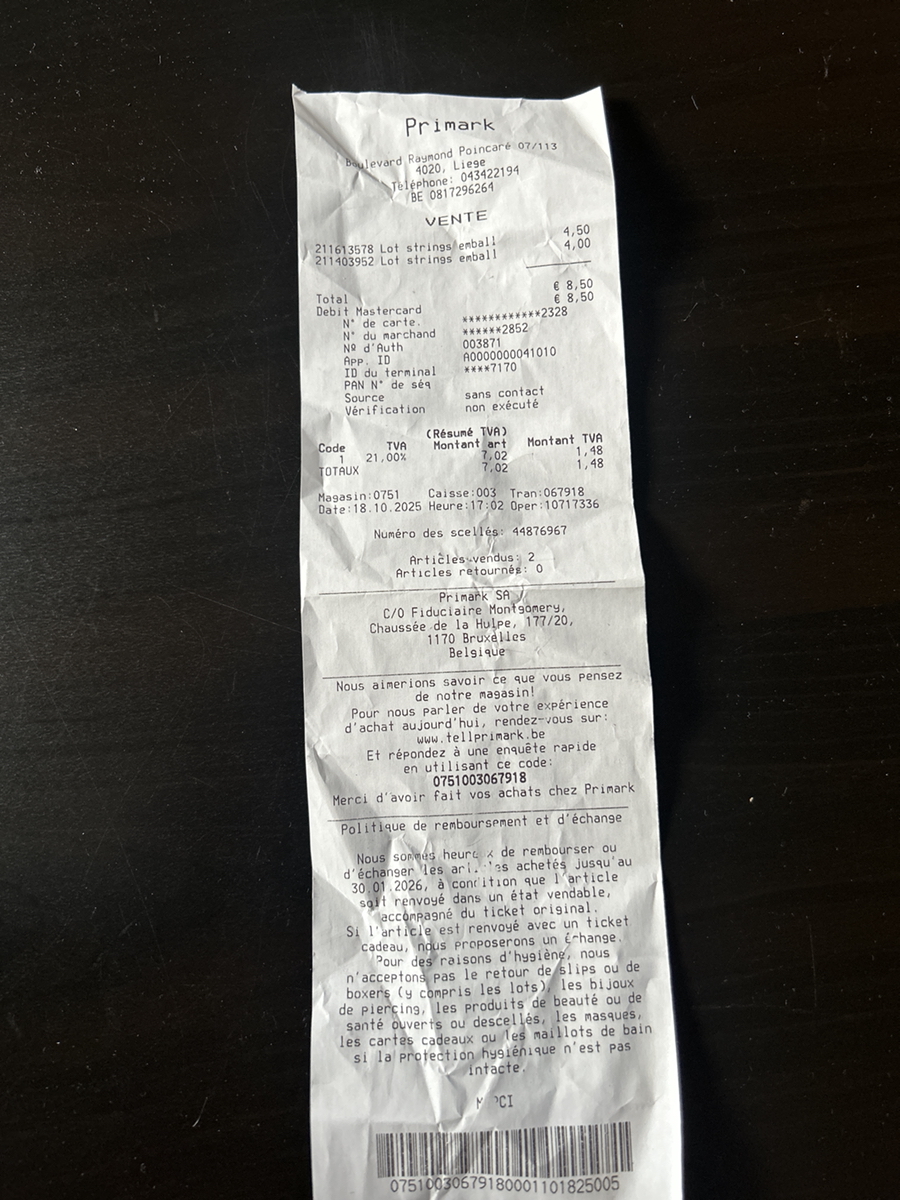 Primark
Boulevard Raymond Poincaré 07/113
4020, Liege
Téléphone: 043422194
BE 0817296264
VENTE
211613578 Lot strings emball 4,50
211403952 Lot strings emball 4,00
Total € 8,50
Debit Mastercard € 8,50
N° de carte. ************2328
N° du marchand ******2852
Nº d'Auth 003871
App. ID A0000000041010
ID du terminal ****7170
PAN N° de séq
Source sans contact
Vérification non exécuté
(Résumé TVA)
Code TVA Montant art Montant TVA
1 21,00% 7,02 1,48
TOTAUX 7,02 1,48
Magasin:0751 Caisse:003 Tran:067918
Date:18.10.2025 Heure:17:02 Oper:10717336
Numéro des scellés: 44876967
Articles vendus: 2
Articles retournés: 0
Primark SA
C/O Fiduciaire Montgomery,
Chaussée de la Hulpe, 177/20,
1170 Bruxelles
Belgique
Nous aimerions savoir ce que vous pensez
de notre magasin!
Pour nous parler de votre expérience
d'achat aujourd'hui, rendez-vous sur:
www.tellprimark.be
Et répondez à une enquête rapide
en utilisant ce code:
0751003067918
Merci d'avoir fait vos achats chez Primark
Politique de remboursement et d'échange
Nous sommes heureux de rembourser ou
d'échanger les articles achetés jusqu'au
30.01.2026, à condition que l'article
soit renvoyé dans un état vendable,
accompagné du ticket original.
Si l'article est renvoyé avec un ticket
cadeau, nous proposerons un échange.
Pour des raisons d'hygiène, nous
n'acceptons pas le retour de slips ou de
boxers (y compris les lots), les bijoux
de piercing, les produits de beauté ou de
santé ouverts ou descellés, les masques,
les cartes cadeaux ou les maillots de bain
si la protection hygiénique n'est pas
intacte.
MERCI
07510030679180001101825005